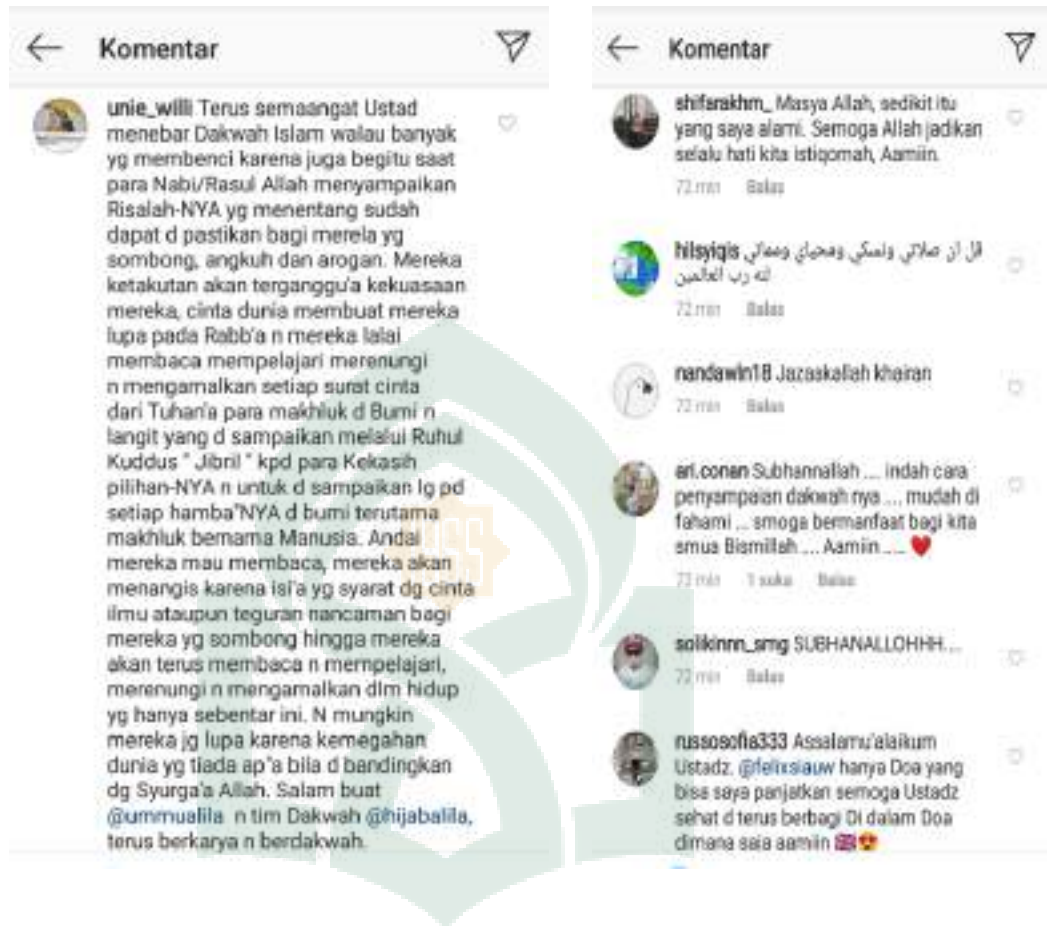 Komentar
unie_willi Terus semaangat Ustad
menebar Dakwah Islam walau banyak
yg membenci karena juga begitu saat
para Nabi/Rasul Allah menyampaikan
Risalah-NYA yg menentang sudah
dapat d pastikan bagi merela yg
sombong, angkuh dan arogan. Mereka
ketakutan akan terganggu'a kekuasaan
mereka, cinta dunia membuat mereka
lupa pada Rabb'a n mereka lalai
membaca mempelajari merenungi
n mengamalkan setiap surat cinta
dari Tuhan'a para makhluk d Bumi n
langit yang d sampaikan melalui Ruhul
Kuddus " Jibril " kpd para Kekasih
pilihan-NYA n untuk d sampaikan lg pd
setiap hamba"NYA d bumi terutama
makhluk bernama Manusia. Andai
mereka mau membaca, mereka akan
menangis karena isi'a yg syarat dg cinta
ilmu ataupun teguran nancaman bagi
mereka yg sombong hingga mereka
akan terus membaca n mempelajari,
merenungi n mengamalkan dlm hidup
yg hanya sebentar ini. N mungkin
mereka jg lupa karena kemegahan
dunia yg tiada ap"a bila d bandingkan
dg Syurga'a Allah. Salam buat
@ummualila n tim Dakwah @hijabalila,
terus berkarya n berdakwah.
Komentar
shifarakhm_ Masya Allah, sedikit itu
yang saya alami. Semoga Allah jadikan
selalu hati kita istiqomah, Aamiin.
72 mn Balas
hilsyiqis قل ان صلاتي ونسكي ومحياي ومماتي
لله رب العالمين
72 mn Balas
nandawin18 Jazaakallah khairan
72 mn Balas
ari.conan Subhannallah .... indah cara
penyampaian dakwah nya .... mudah di
fahami ... smoga bermanfaat bagi kita
smua Bismillah .... Aamiin .... ❤️
72 mn 1 suka Balas
solikinnn_smg SUBHANALLOHHH....
72 mn Balas
russosofia333 Assalamu'alaikum
Ustadz. @felixsiauw hanya Doa yang
bisa saya panjatkan semoga Ustadz
sehat d terus berbagi Di dalam Doa
dimana saja aamiin 🇬🇧😍